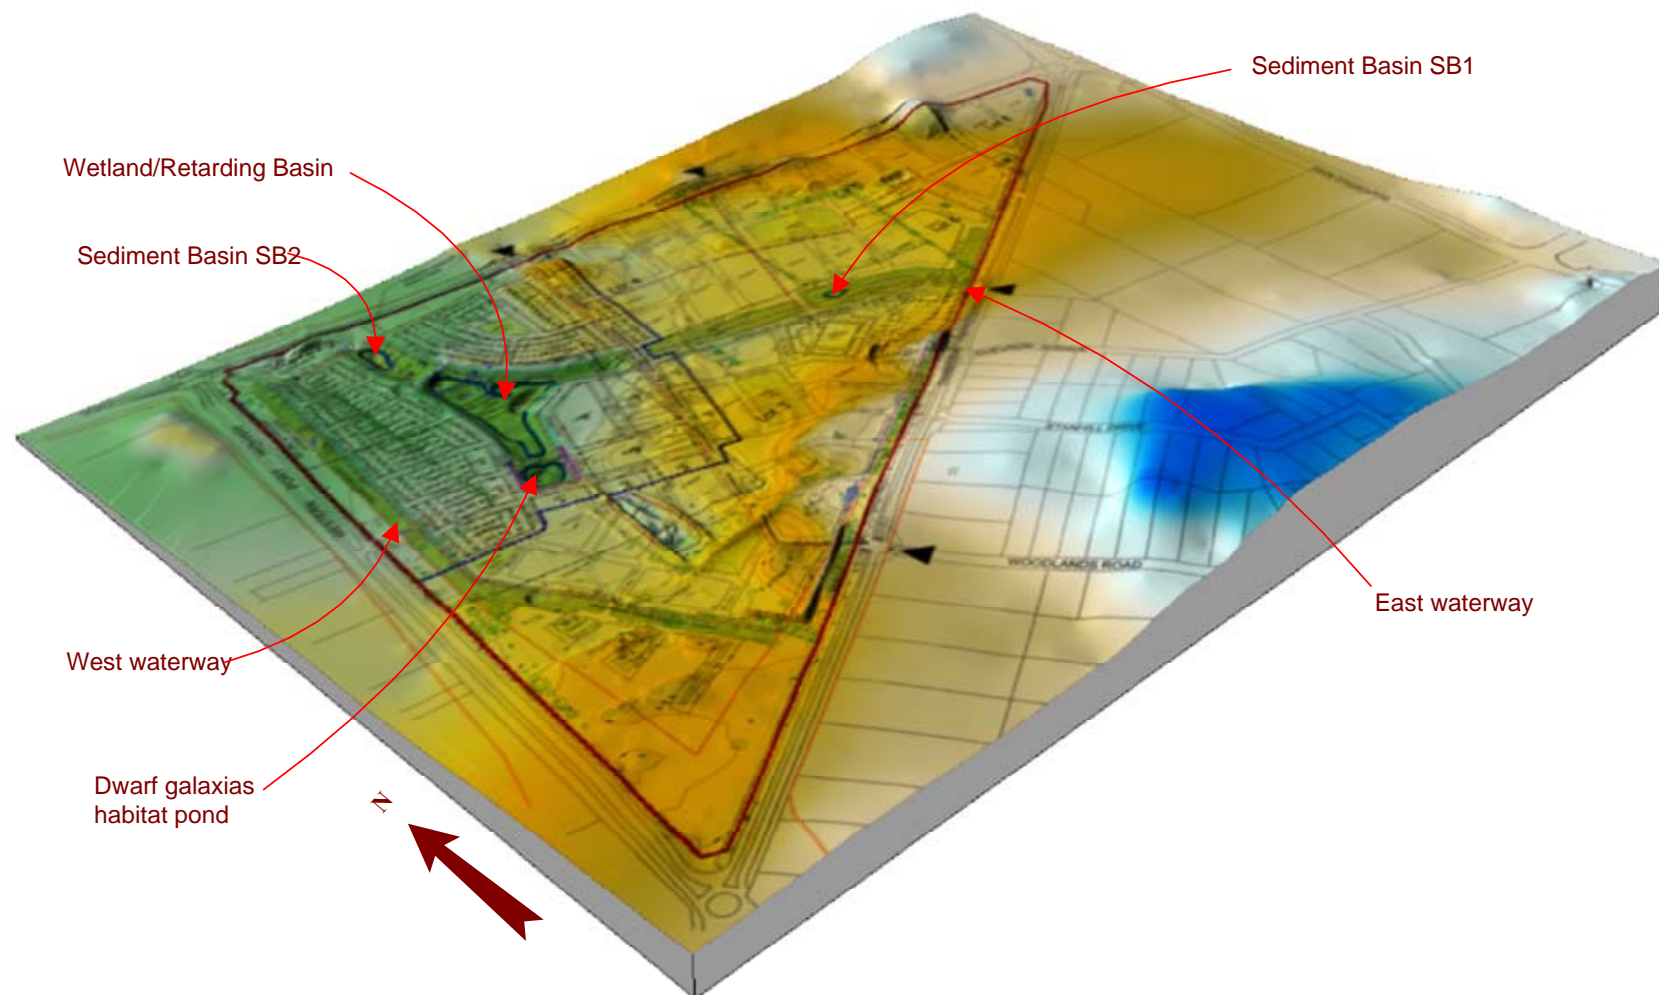 Sediment Basin SB1
Wetland/Retarding Basin
Sediment Basin SB2
WOODLANDS ROAD
East waterway
West waterway
Dwarf galaxias
habitat pond
N